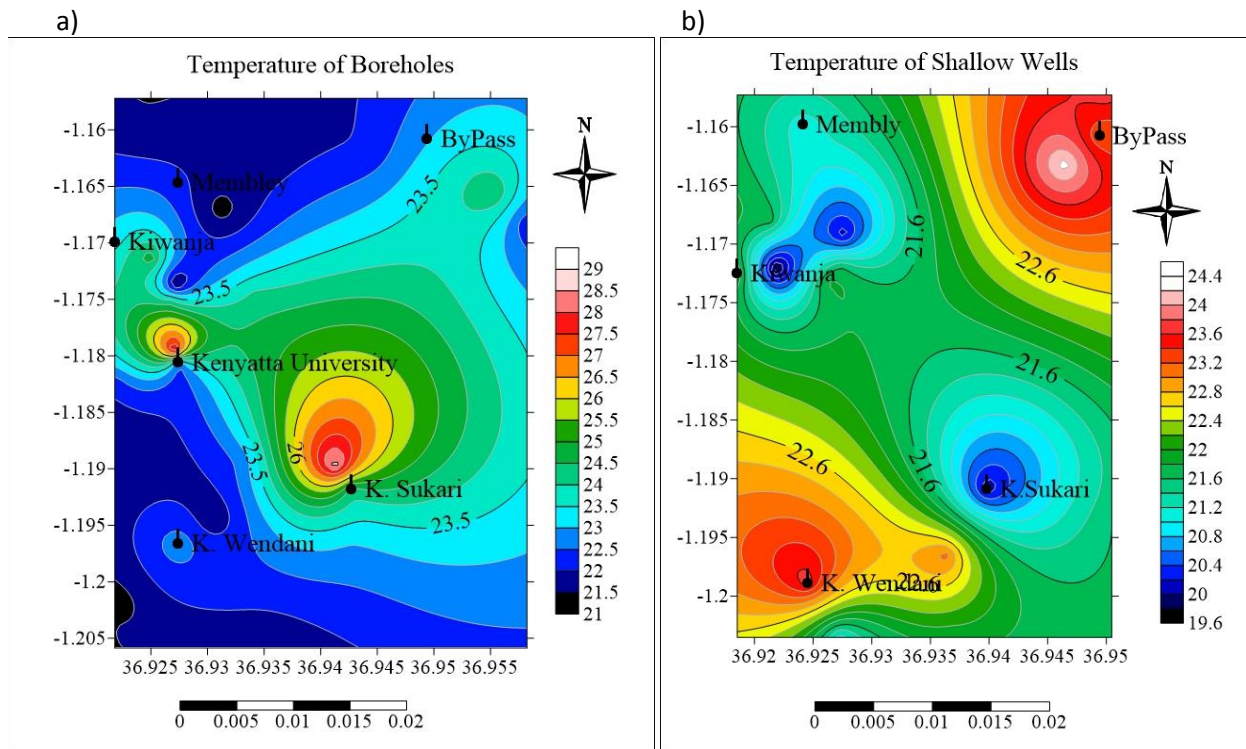 a)
Temperature of Boreholes
-1.16
-1.165
-1.17
-1.175
-1.18
-1.185
-1.19
-1.195
-1.2
-1.205
36.925 36.93 36.935 36.94 36.945 36.95 36.955
ByPass
Membley
Kiwanja
Kenyatta University
K. Sukari
K. Wendani
23.5
23.5
26
23.5
23.5
N
29
28.5
28
27.5
27
26.5
26
25.5
25
24.5
24
23.5
23
22.5
22
21.5
21
0 0.005 0.01 0.015 0.02
b)
Temperature of Shallow Wells
-1.16
-1.165
-1.17
-1.175
-1.18
-1.185
-1.19
-1.195
-1.2
36.92 36.925 36.93 36.935 36.94 36.945 36.95
Membly
ByPass
Kiwanja
K.Sukari
K. Wendani
21.6
22.6
21.6
22.6
21.6
22.6
N
24.4
24
23.6
23.2
22.8
22.4
22
21.6
21.2
20.8
20.4
20
19.6
0 0.005 0.01 0.015 0.02